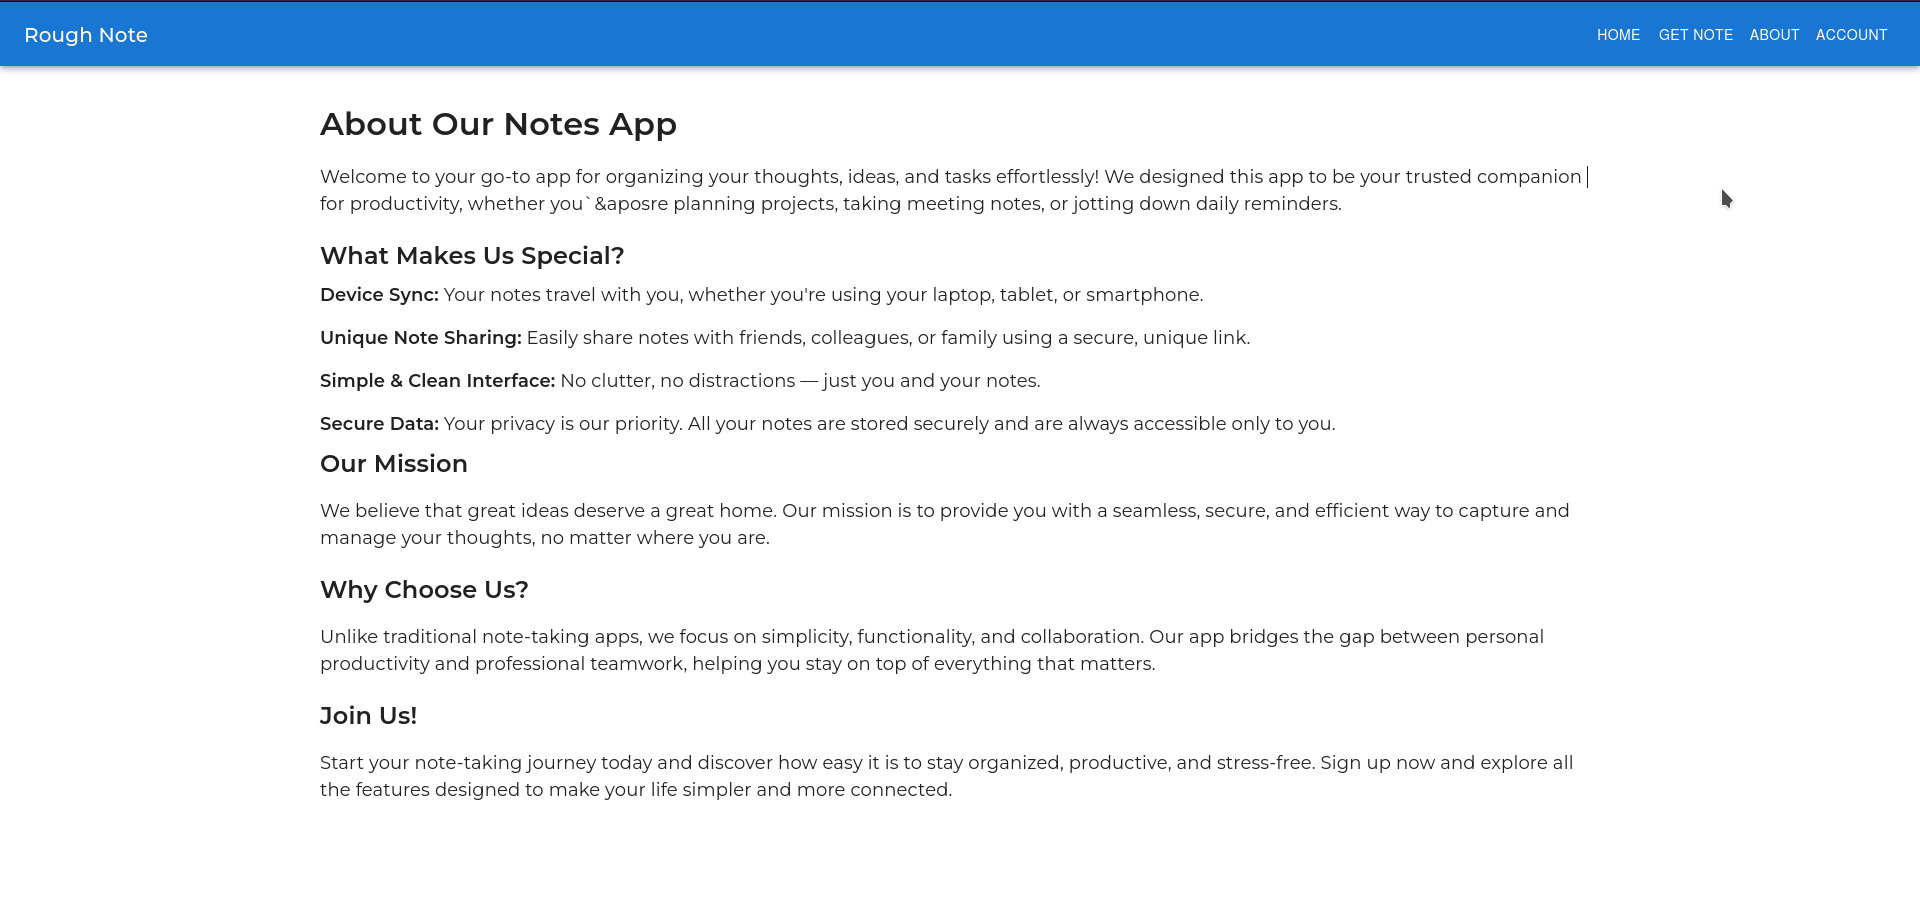 Rough Note
HOME GET NOTE ABOUT ACCOUNT
About Our Notes App
Welcome to your go-to app for organizing your thoughts, ideas, and tasks effortlessly! We designed this app to be your trusted companion
for productivity, whether you`&aposre planning projects, taking meeting notes, or jotting down daily reminders.
What Makes Us Special?
Device Sync: Your notes travel with you, whether you're using your laptop, tablet, or smartphone.
Unique Note Sharing: Easily share notes with friends, colleagues, or family using a secure, unique link.
Simple & Clean Interface: No clutter, no distractions — just you and your notes.
Secure Data: Your privacy is our priority. All your notes are stored securely and are always accessible only to you.
Our Mission
We believe that great ideas deserve a great home. Our mission is to provide you with a seamless, secure, and efficient way to capture and
manage your thoughts, no matter where you are.
Why Choose Us?
Unlike traditional note-taking apps, we focus on simplicity, functionality, and collaboration. Our app bridges the gap between personal
productivity and professional teamwork, helping you stay on top of everything that matters.
Join Us!
Start your note-taking journey today and discover how easy it is to stay organized, productive, and stress-free. Sign up now and explore all
the features designed to make your life simpler and more connected.